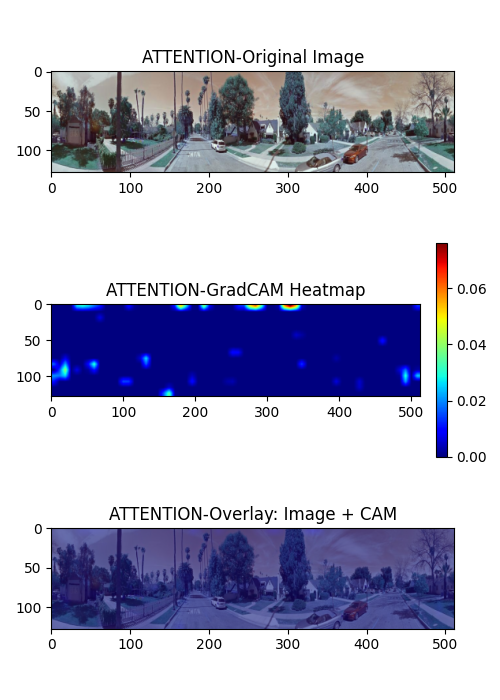 ATTENTION-Original Image
0
50
100
0 100 200 300 400 500
ATTENTION-GradCAM Heatmap
0
50
100
0 100 200 300 400 500
0.06
0.04
0.02
0.00
ATTENTION-Overlay: Image + CAM
0
50
100
0 100 200 300 400 500